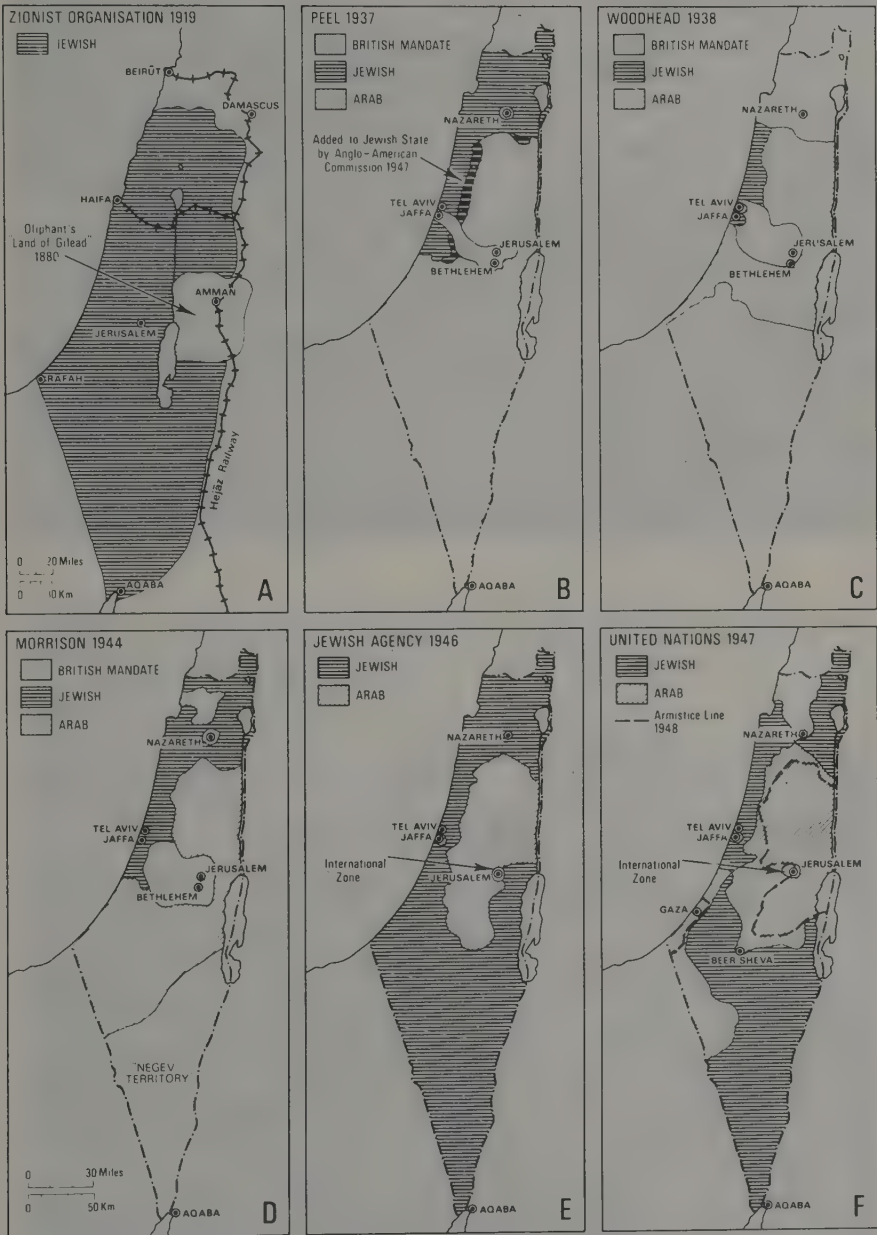 ZIONIST ORGANISATION 1919
JEWISH
BEIRŪT
DAMASCUS
HAIFA
Oliphant's
"Land of Gilead"
1880
AMMAN
JERUSALEM
RAFAH
Hejāz Railway
0 20 Miles
0 Km
AQABA
A
PEEL 1937
BRITISH MANDATE
JEWISH
ARAB
NAZARETH
Added to Jewish State
by Anglo-American
Commission 1947
TEL AVIV
JAFFA
JERUSALEM
BETHLEHEM
AQABA
B
WOODHEAD 1938
BRITISH MANDATE
JEWISH
ARAB
NAZARETH
TEL AVIV
JAFFA
JERUSALEM
BETHLEHEM
AQABA
C
MORRISON 1944
BRITISH MANDATE
JEWISH
ARAB
NAZARETH
TEL AVIV
JAFFA
JERUSALEM
BETHLEHEM
NEGEV
TERRITORY
0 30 Miles
0 50 Km
AQABA
D
JEWISH AGENCY 1946
JEWISH
ARAB
NAZARETH
TEL AVIV
JAFFA
International
Zone
JERUSALEM
AQABA
E
UNITED NATIONS 1947
JEWISH
ARAB
Armistice Line
1948
NAZARETH
TEL AVIV
JAFFA
International
Zone
JERUSALEM
GAZA
BEER SHEVA
AQABA
F